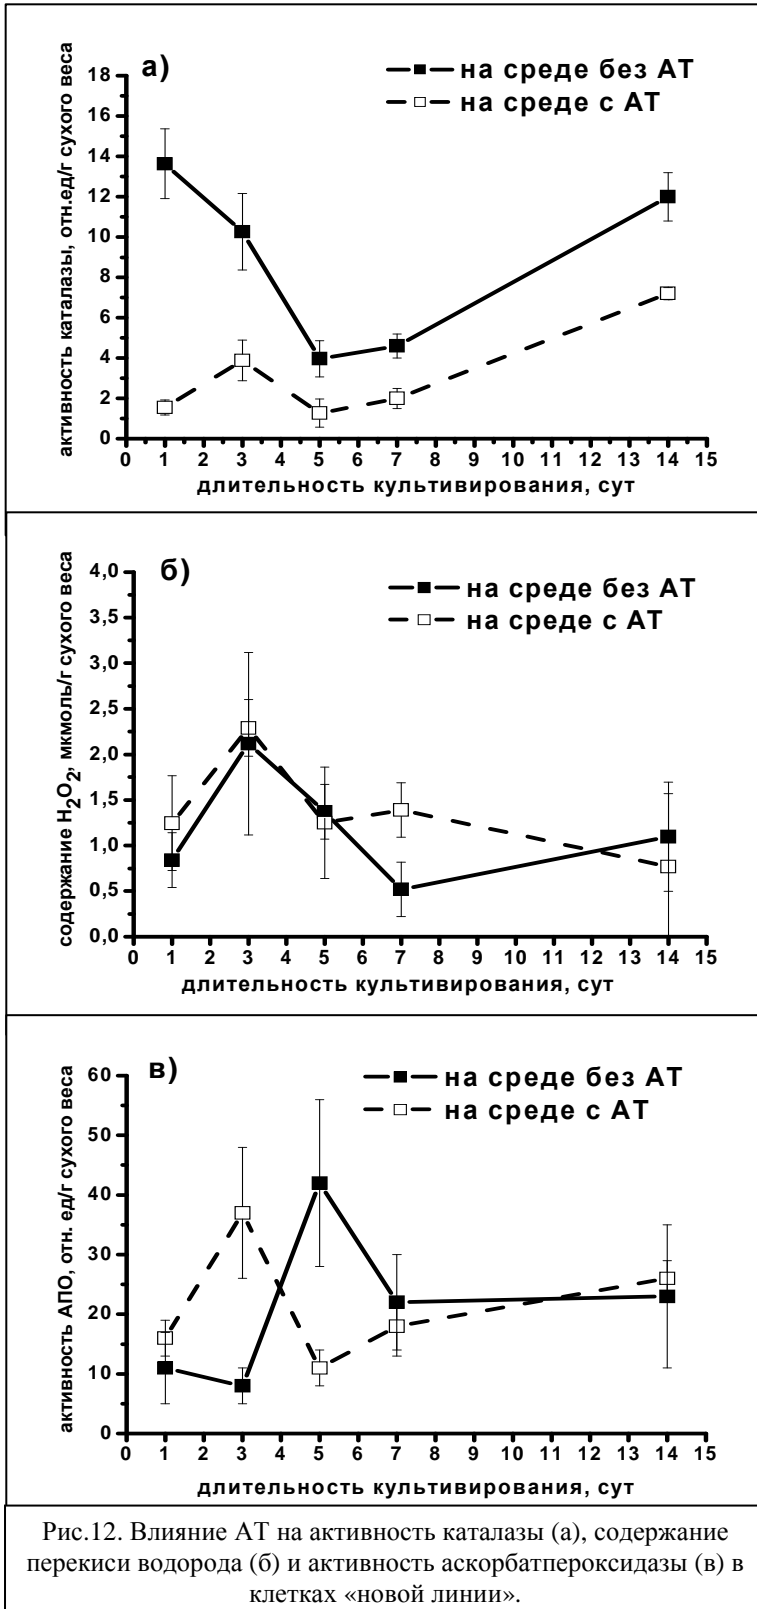 а)
на среде без АТ
на среде с АТ
активность каталазы, отн.ед/г сухого веса
18
16
14
12
10
8
6
4
2
0
0 1 2 3 4 5 6 7 8 9 10 11 12 13 14 15
длительность культивирования, сут
б)
на среде без АТ
на среде с АТ
содержание H₂O₂, мкмоль/г сухого веса
4,0
3,5
3,0
2,5
2,0
1,5
1,0
0,5
0,0
0 1 2 3 4 5 6 7 8 9 10 11 12 13 14 15
длительность культивирования, сут
в)
на среде без АТ
на среде с АТ
активность АПО, отн. ед/г сухого веса
60
50
40
30
20
10
0
0 1 2 3 4 5 6 7 8 9 10 11 12 13 14 15
длительность культивирования, сут
Рис.12. Влияние АТ на активность каталазы (а), содержание
перекиси водорода (б) и активность аскорбатпероксидазы (в) в
клетках «новой линии».